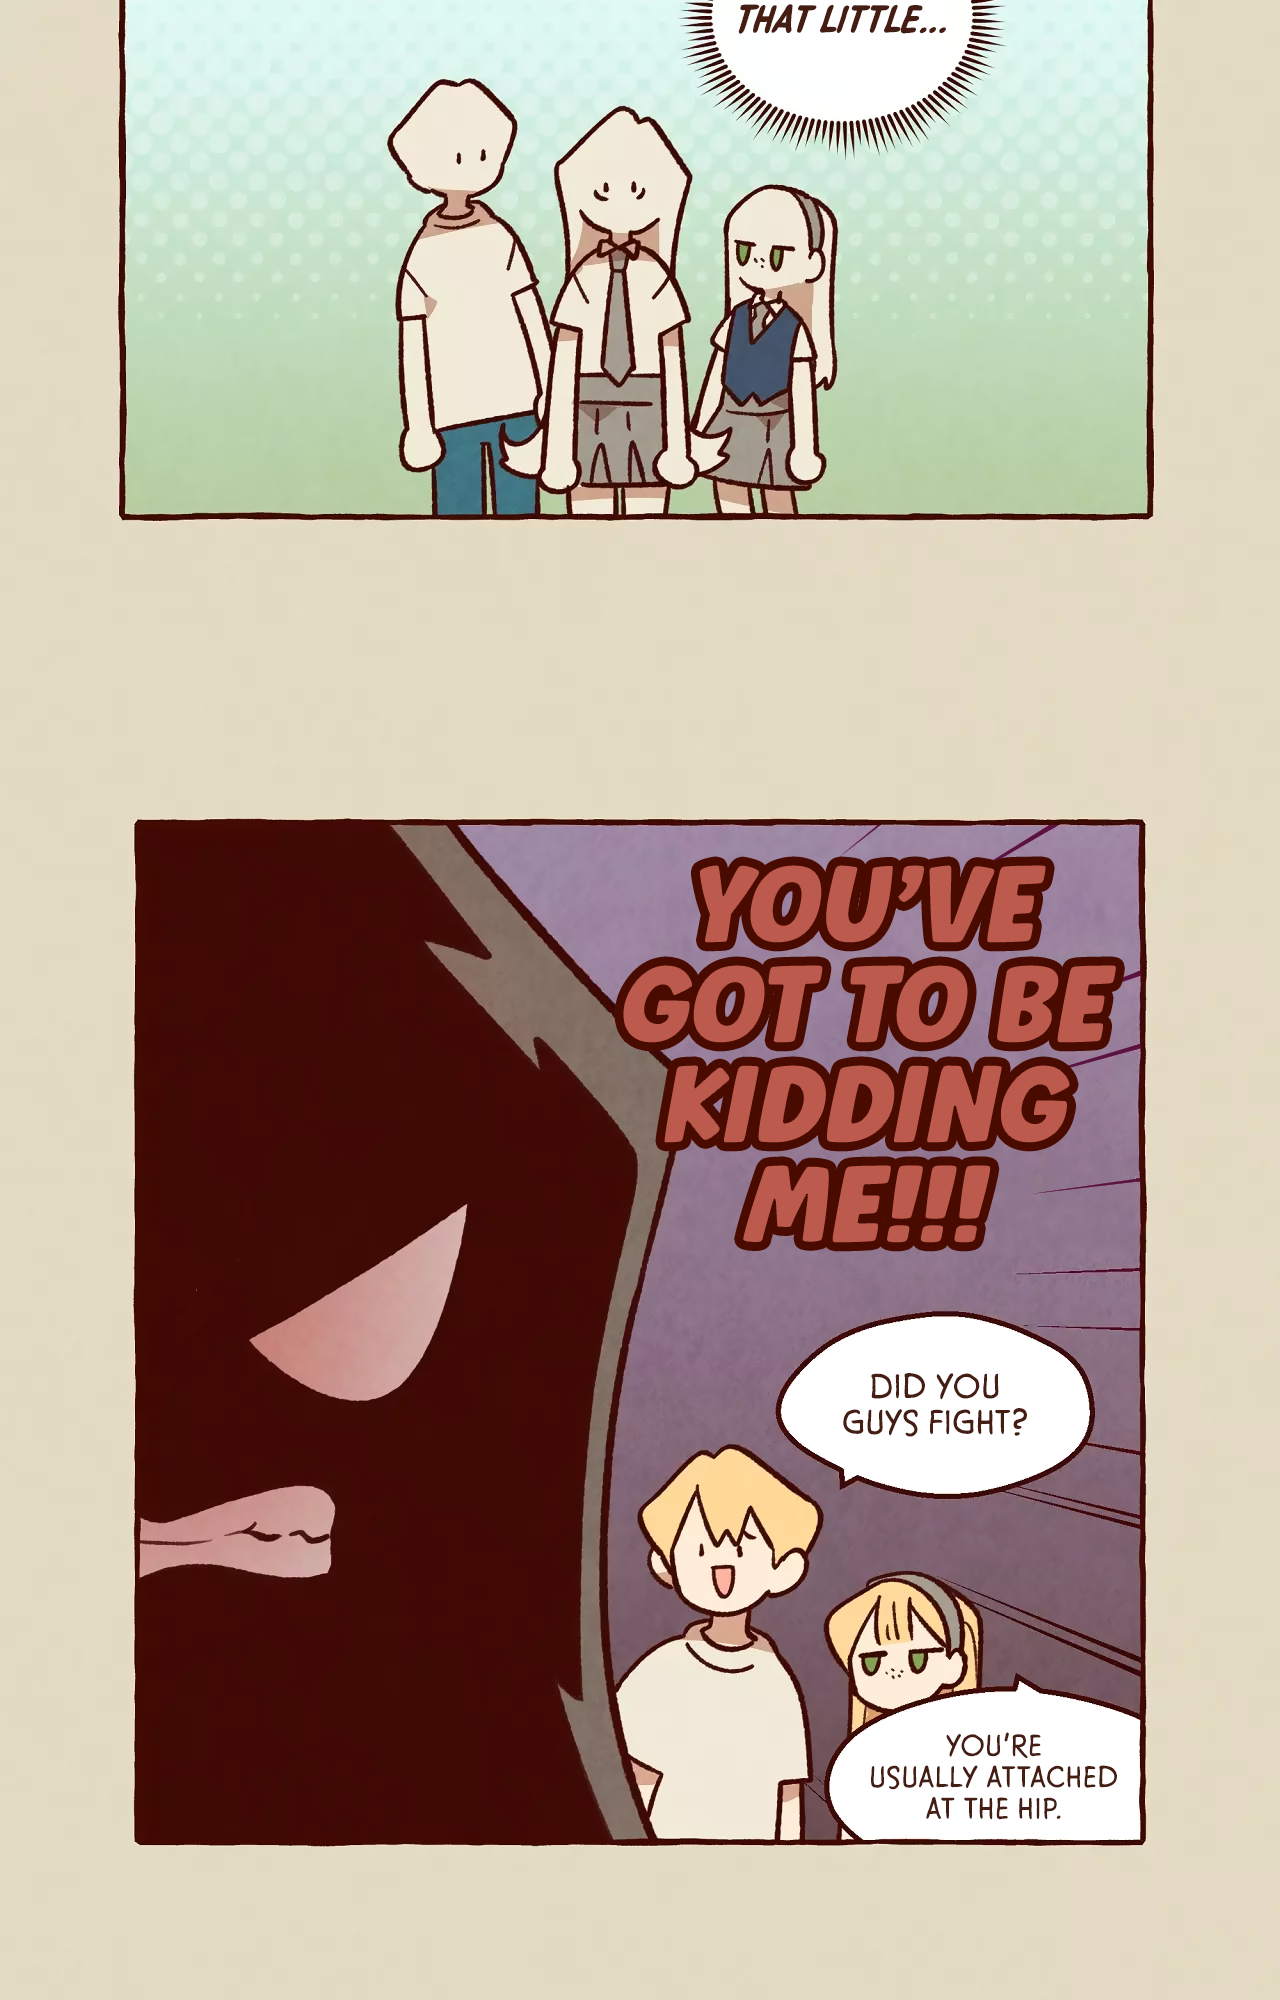 THAT LITTLE...
YOU'VE
GOT TO BE
KIDDING
ME!!!
DID YOU
GUYS FIGHT?
YOU'RE
USUALLY ATTACHED
AT THE HIP.